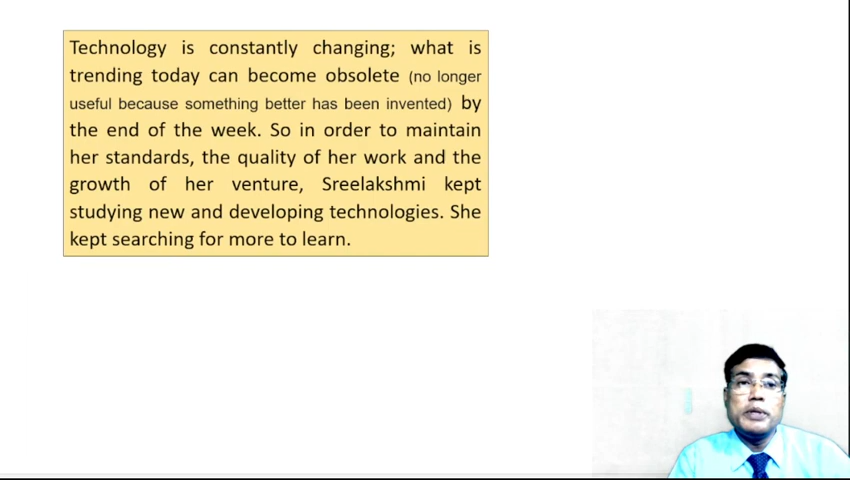 Technology is constantly changing; what is
trending today can become obsolete (no longer
useful because something better has been invented) by
the end of the week. So in order to maintain
her standards, the quality of her work and the
growth of her venture, Sreelakshmi kept
studying new and developing technologies. She
kept searching for more to learn.